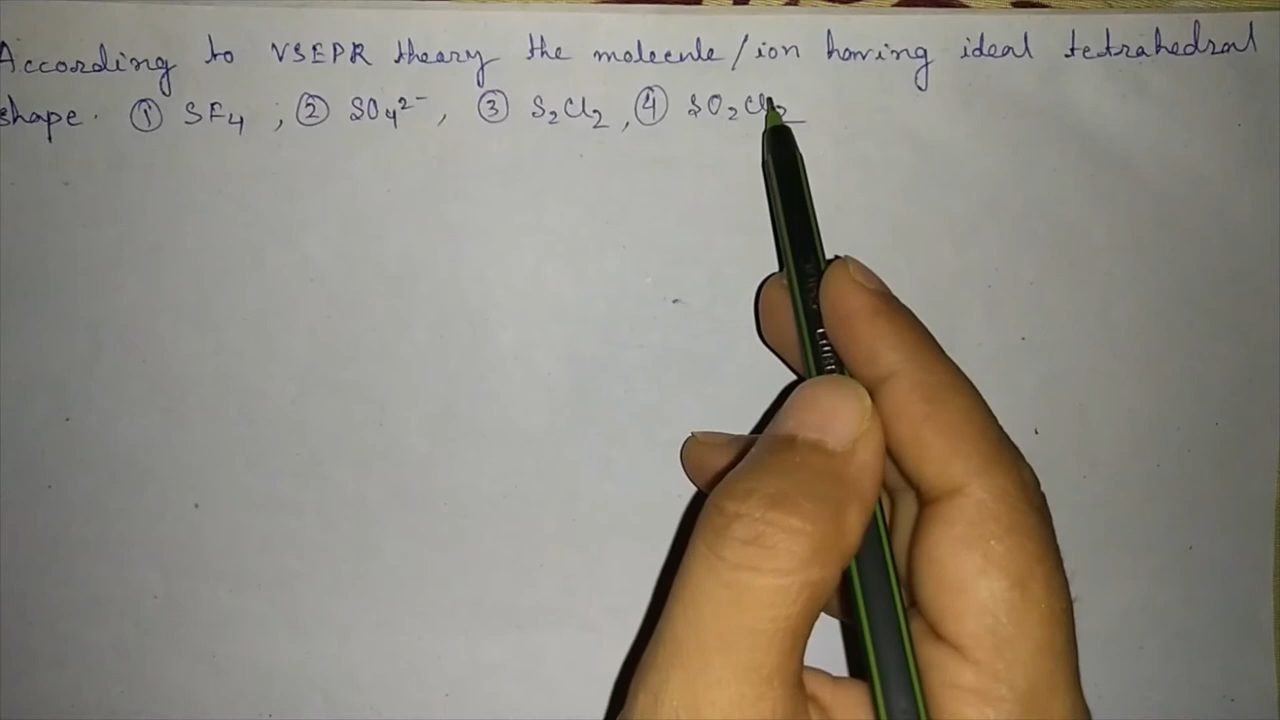 According to VSEPR theory the molecule/ion having ideal tetrahedral
shape. ① SF₄ ; ② SO₄²⁻, ③ S₂Cl₂, ④ SO₂Cl₂